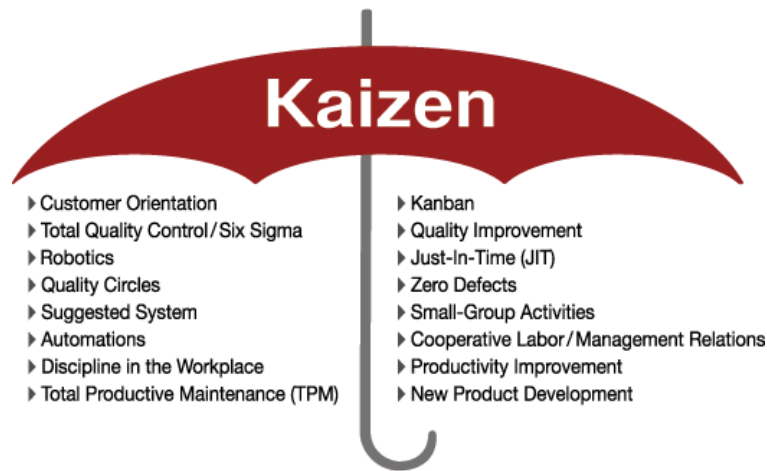 Kaizen
Customer Orientation
Total Quality Control/Six Sigma
Robotics
Quality Circles
Suggested System
Automations
Discipline in the Workplace
Total Productive Maintenance (TPM)
Kanban
Quality Improvement
Just-In-Time (JIT)
Zero Defects
Small-Group Activities
Cooperative Labor/Management Relations
Productivity Improvement
New Product Development